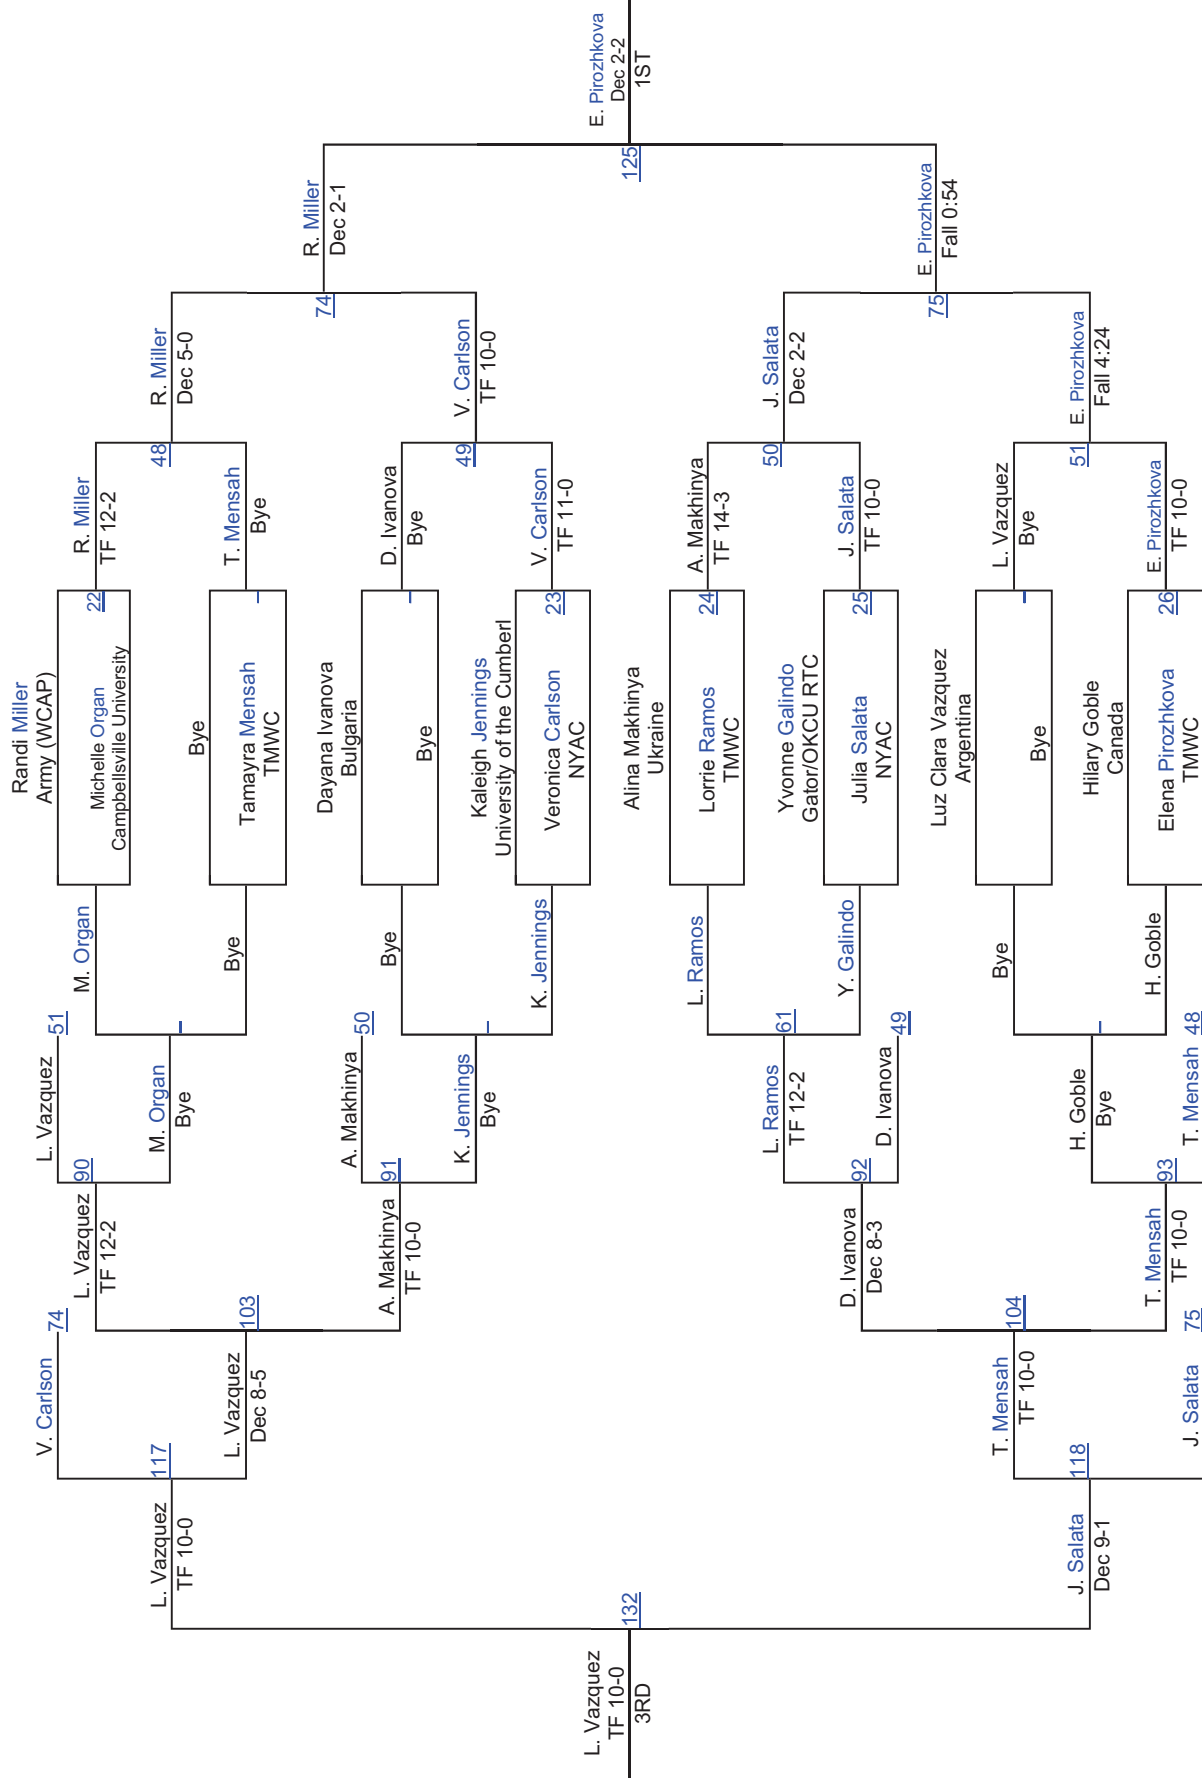 E. Pirozhkova
Dec 2-2
1ST
125
R. Miller
Dec 2-1
E. Pirozhkova
Fall 0:54
74
75
R. Miller
Dec 5-0
V. Carlson
TF 10-0
J. Salata
Dec 2-2
E. Pirozhkova
Fall 4:24
48
49
50
51
R. Miller
TF 12-2
T. Mensah
Bye
D. Ivanova
Bye
V. Carlson
TF 11-0
A. Makhinya
TF 14-3
J. Salata
TF 10-0
L. Vazquez
Bye
E. Pirozhkova
TF 10-0
Randi Miller
Army (WCAP)
22
Michelle Organ
Campbellsville University
Bye
Tamayra Mensah
TMWC
Dayana Ivanova
Bulgaria
Bye
Kaleigh Jennings
University of the Cumberl
23
Veronica Carlson
NYAC
Alina Makhinya
Ukraine
24
Lorrie Ramos
TMWC
Yvonne Galindo
Gator/OKCU RTC
25
Julia Salata
NYAC
Luz Clara Vazquez
Argentina
Bye
Hilary Goble
Canada
26
Elena Pirozhkova
TMWC
M. Organ
Bye
Bye
K. Jennings
L. Ramos
Y. Galindo
Bye
H. Goble
51
50
61
49
48
L. Vazquez
M. Organ
Bye
A. Makhinya
K. Jennings
Bye
L. Ramos
TF 12-2
D. Ivanova
H. Goble
Bye
T. Mensah
90
91
92
93
L. Vazquez
TF 12-2
A. Makhinya
TF 10-0
D. Ivanova
Dec 8-3
T. Mensah
TF 10-0
74
103
104
75
V. Carlson
L. Vazquez
Dec 8-5
T. Mensah
TF 10-0
J. Salata
117
118
L. Vazquez
TF 10-0
J. Salata
Dec 9-1
132
L. Vazquez
TF 10-0
3RD